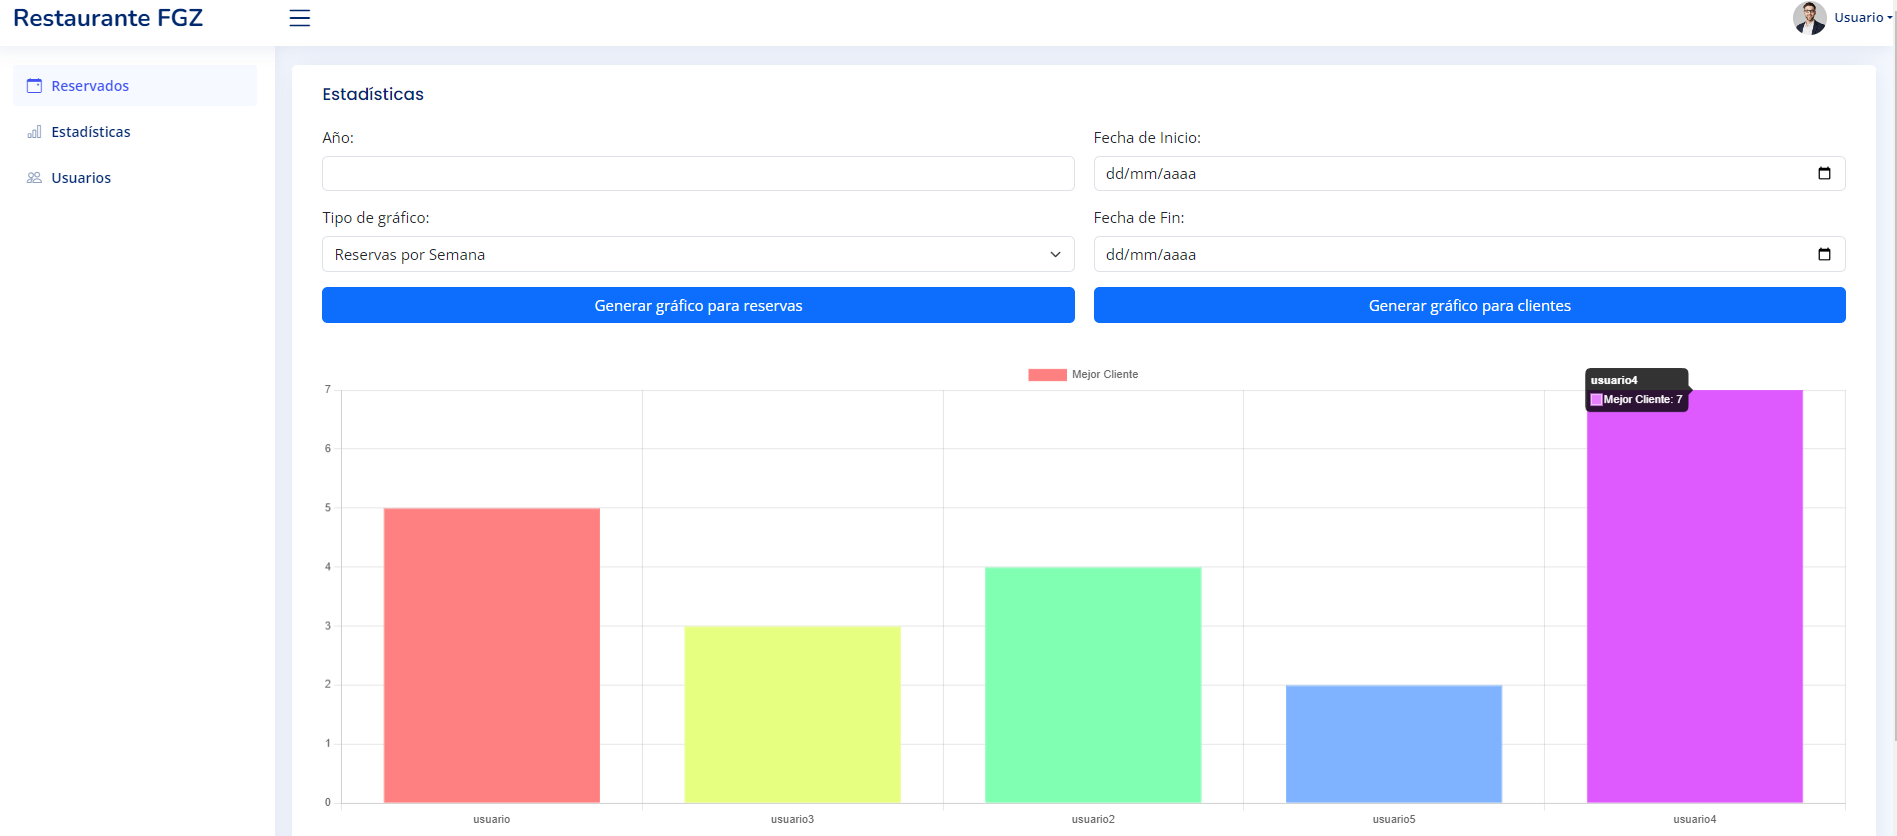 Restaurante FGZ
Usuario
Reservados
Estadísticas
Usuarios
Estadísticas
Año:
Fecha de Inicio:
dd/mm/aaaa
Tipo de gráfico:
Fecha de Fin:
Reservas por Semana
dd/mm/aaaa
Generar gráfico para reservas
Generar gráfico para clientes
Mejor Cliente
usuario4
Mejor Cliente: 7
7
6
5
4
3
2
1
0
usuario
usuario3
usuario2
usuario5
usuario4